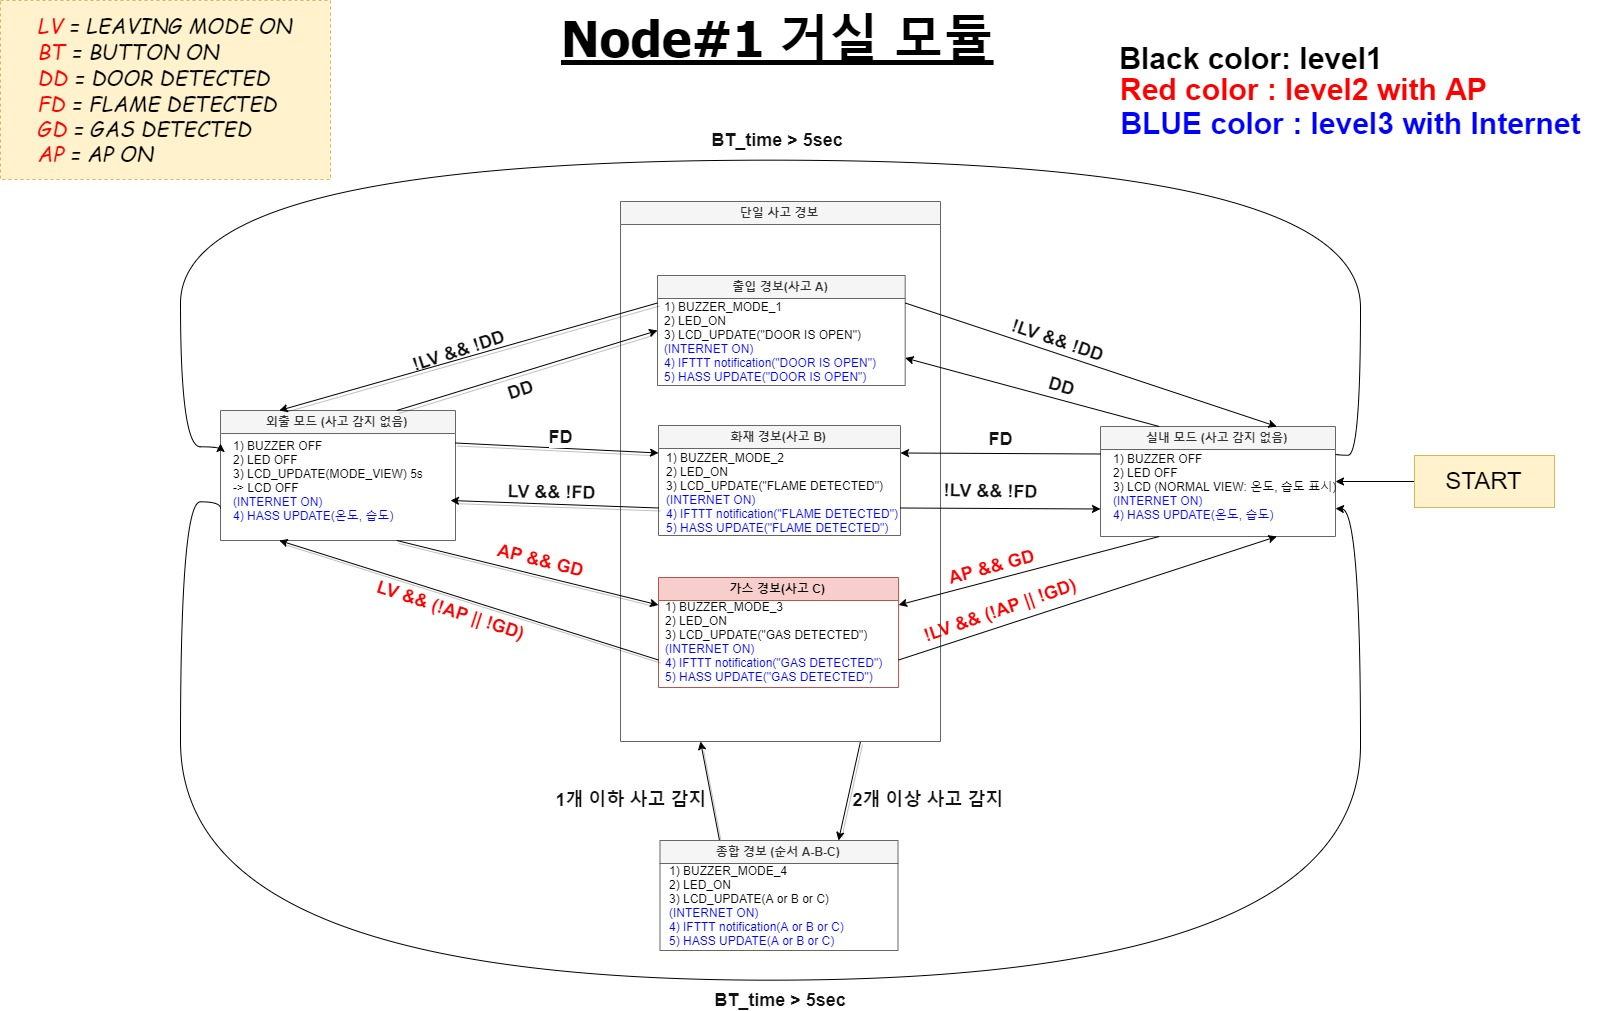 LV = LEAVING MODE ON
BT = BUTTON ON
DD = DOOR DETECTED
FD = FLAME DETECTED
GD = GAS DETECTED
AP = AP ON
Node#1 거실 모듈
Black color: level1
Red color : level2 with AP
BLUE color : level3 with Internet
BT_time > 5sec
단일 사고 경보
출입 경보(사고 A)
1) BUZZER_MODE_1
2) LED_ON
3) LCD_UPDATE("DOOR IS OPEN")
(INTERNET ON)
4) IFTTT notification("DOOR IS OPEN")
5) HASS UPDATE("DOOR IS OPEN")
!LV && !DD
DD
!LV && !DD
DD
외출 모드 (사고 감지 없음)
1) BUZZER OFF
2) LED OFF
3) LCD_UPDATE(MODE_VIEW) 5s
-> LCD OFF
(INTERNET ON)
4) HASS UPDATE(온도, 습도)
FD
LV && !FD
화재 경보(사고 B)
1) BUZZER_MODE_2
2) LED_ON
3) LCD_UPDATE("FLAME DETECTED")
(INTERNET ON)
4) IFTTT notification("FLAME DETECTED")
5) HASS UPDATE("FLAME DETECTED")
FD
!LV && !FD
실내 모드 (사고 감지 없음)
1) BUZZER OFF
2) LED OFF
3) LCD (NORMAL VIEW: 온도, 습도 표시)
(INTERNET ON)
4) HASS UPDATE(온도, 습도)
START
AP && GD
LV && (!AP || !GD)
가스 경보(사고 C)
1) BUZZER_MODE_3
2) LED_ON
3) LCD_UPDATE("GAS DETECTED")
(INTERNET ON)
4) IFTTT notification("GAS DETECTED")
5) HASS UPDATE("GAS DETECTED")
AP && GD
!LV && (!AP || !GD)
1개 이하 사고 감지
2개 이상 사고 감지
종합 경보 (순서 A-B-C)
1) BUZZER_MODE_4
2) LED_ON
3) LCD_UPDATE(A or B or C)
(INTERNET ON)
4) IFTTT notification(A or B or C)
5) HASS UPDATE(A or B or C)
BT_time > 5sec